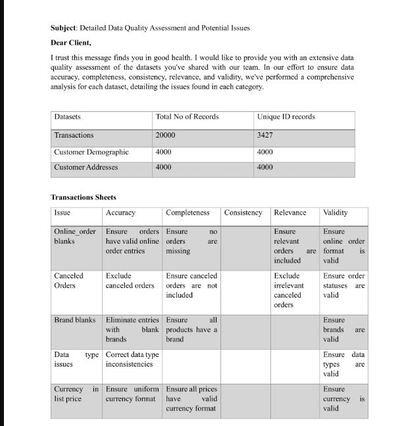 Subject: Detailed Data Quality Assessment and Potential Issues
Dear Client,
I trust this message finds you in good health. I would like to provide you with an extensive data
quality assessment of the datasets you've shared with our team. In our effort to ensure data
accuracy, completeness, consistency, relevance, and validity, we've performed a comprehensive
analysis for each dataset, detailing the issues found in each category.
Datasets Total No of Records Unique ID records
Transactions 20000 3427
Customer Demographic 4000 4000
Customer Addresses 4000 4000
Transactions Sheets
Issue Accuracy Completeness Consistency Relevance Validity
Online_order Ensure orders Ensure no Ensure Ensure
blanks have valid online orders are relevant online order
order entries missing orders are format is
included valid
Canceled Exclude Ensure canceled Exclude Ensure order
Orders canceled orders orders are not irrelevant statuses are
included canceled valid
orders
Brand blanks Eliminate entries Ensure all Ensure
with blank products have a brands are
brands brand valid
Data type Correct data type Ensure data
issues inconsistencies types are
valid
Currency in Ensure uniform Ensure all prices Ensure
list price currency format have valid currency is
currency format valid